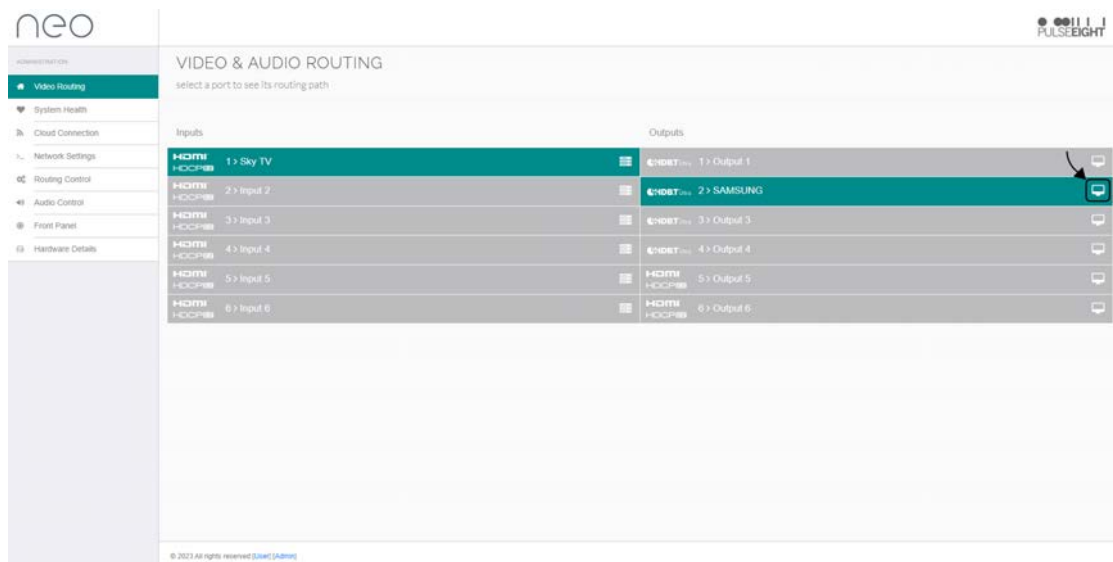 neo
PULSEEIGHT
ADMINISTRATION
Video Routing
System Health
Cloud Connection
Network Settings
Routing Control
Audio Control
Front Panel
Hardware Details
VIDEO & AUDIO ROUTING
select a port to see its routing path
Inputs
HDMI HDCP 1 > Sky TV
HDMI HDCP 2 > Input 2
HDMI HDCP 3 > Input 3
HDMI HDCP 4 > Input 4
HDMI HDCP 5 > Input 5
HDMI HDCP 6 > Input 6
Outputs
HDBT 1 > Output 1
HDBT 2 > SAMSUNG
HDBT 3 > Output 3
HDBT 4 > Output 4
HDMI HDCP 5 > Output 5
HDMI HDCP 6 > Output 6
© 2023 All rights reserved [User] [Admin]